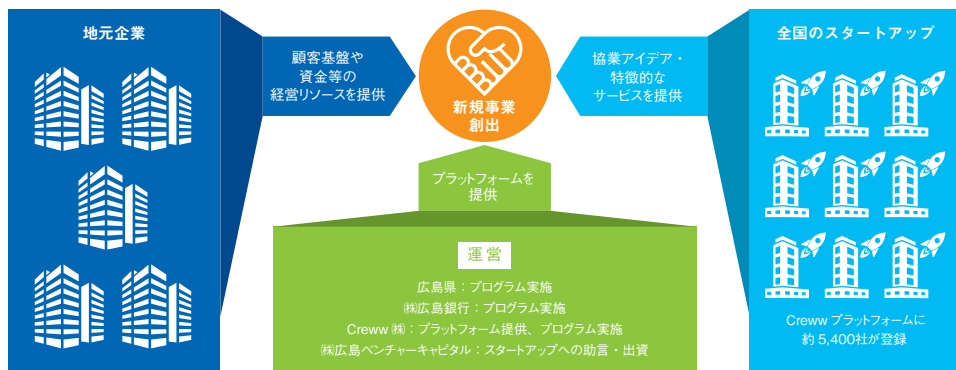 地元企業
顧客基盤や
資金等の
経営リソースを提供
新規事業
創出
協業アイデア・
特徴的な
サービスを提供
全国のスタートアップ
プラットフォームを
提供
運営
広島県：プログラム実施
㈱広島銀行：プログラム実施
Creww㈱：プラットフォーム提供、プログラム実施
㈱広島ベンチャーキャピタル：スタートアップへの助言・出資
Crewwプラットフォームに
約5,400社が登録